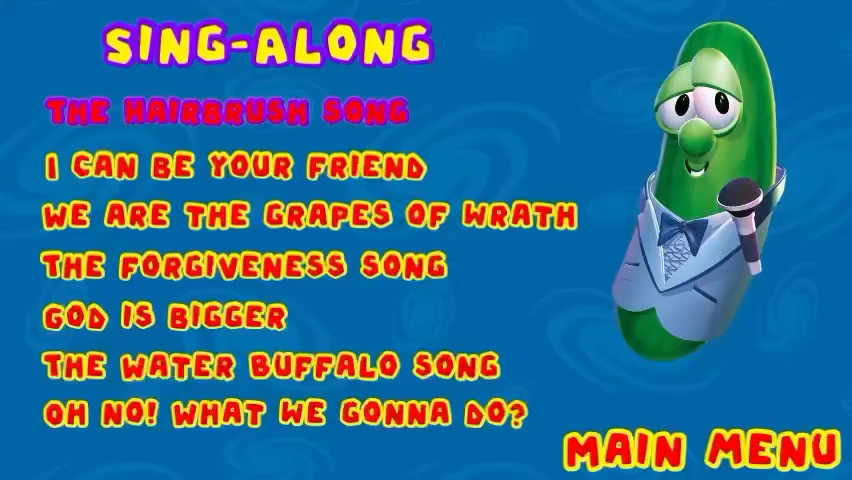 SING-ALONG
THE HAIRBRUSH SONG
I CAN BE YOUR FRIEND
WE ARE THE GRAPES OF WRATH
THE FORGIVENESS SONG
GOD IS BIGGER
THE WATER BUFFALO SONG
OH NO! WHAT WE GONNA DO?
MAIN MENU